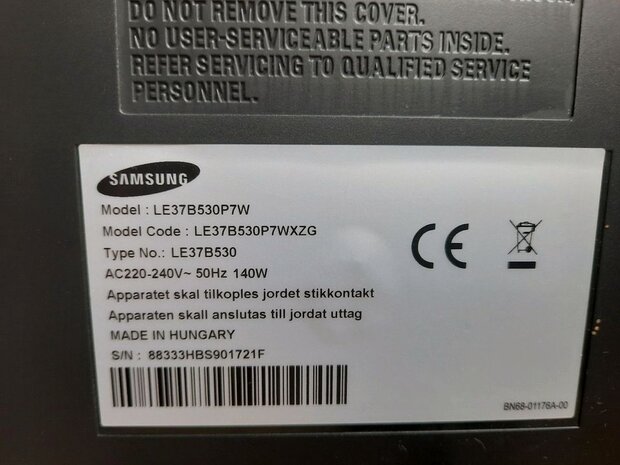 DO NOT REMOVE THIS COVER.
NO USER-SERVICEABLE PARTS INSIDE.
REFER SERVICING TO QUALIFIED SERVICE
PERSONNEL.
SAMSUNG
Model : LE37B530P7W
Model Code : LE37B530P7WXZG
Type No.: LE37B530
AC220-240V~ 50Hz 140W
Apparatet skal tilkoples jordet stikkontakt
Apparaten skall anslutas till jordat uttag
MADE IN HUNGARY
S/N : 88333HBS901721F
CE
BN68-01176A-00